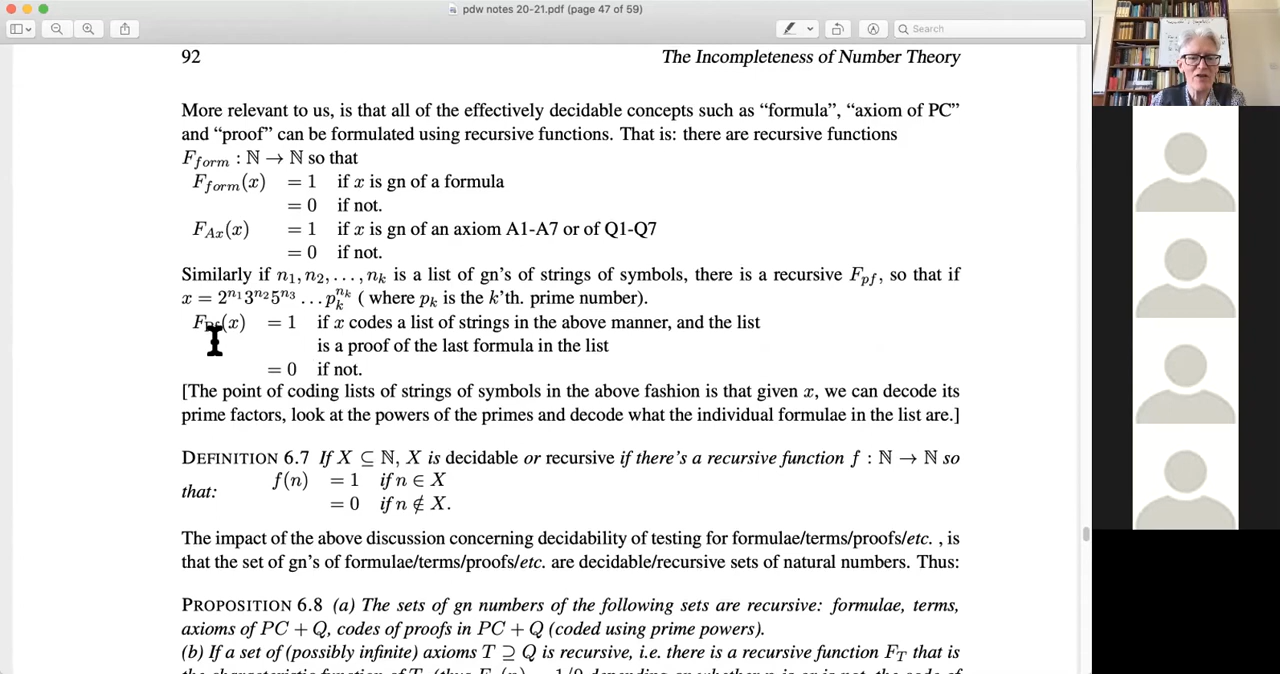 pdw notes 20-21.pdf (page 47 of 59)
Search
92 The Incompleteness of Number Theory
More relevant to us, is that all of the effectively decidable concepts such as “formula”, “axiom of PC”
and “proof” can be formulated using recursive functions. That is: there are recursive functions
F_form : ℕ → ℕ so that
F_form(x) = 1 if x is gn of a formula
= 0 if not.
F_Ax(x) = 1 if x is gn of an axiom A1-A7 or of Q1-Q7
= 0 if not.
Similarly if n₁, n₂, . . . , nₖ is a list of gn’s of strings of symbols, there is a recursive F_pf, so that if
x = 2^{n₁}3^{n₂}5^{n₃} . . . pₖ^{nₖ} ( where pₖ is the k’th. prime number).
F_pf(x) = 1 if x codes a list of strings in the above manner, and the list
is a proof of the last formula in the list
= 0 if not.
[The point of coding lists of strings of symbols in the above fashion is that given x, we can decode its
prime factors, look at the powers of the primes and decode what the individual formulae in the list are.]
DEFINITION 6.7 If X ⊆ ℕ, X is decidable or recursive if there’s a recursive function f : ℕ → ℕ so
that: f(n) = 1 if n ∈ X
= 0 if n ∉ X.
The impact of the above discussion concerning decidability of testing for formulae/terms/proofs/etc. , is
that the set of gn’s of formulae/terms/proofs/etc. are decidable/recursive sets of natural numbers. Thus:
PROPOSITION 6.8 (a) The sets of gn numbers of the following sets are recursive: formulae, terms,
axioms of PC + Q, codes of proofs in PC + Q (coded using prime powers).
(b) If a set of (possibly infinite) axioms T ⊇ Q is recursive, i.e. there is a recursive function F_T that is